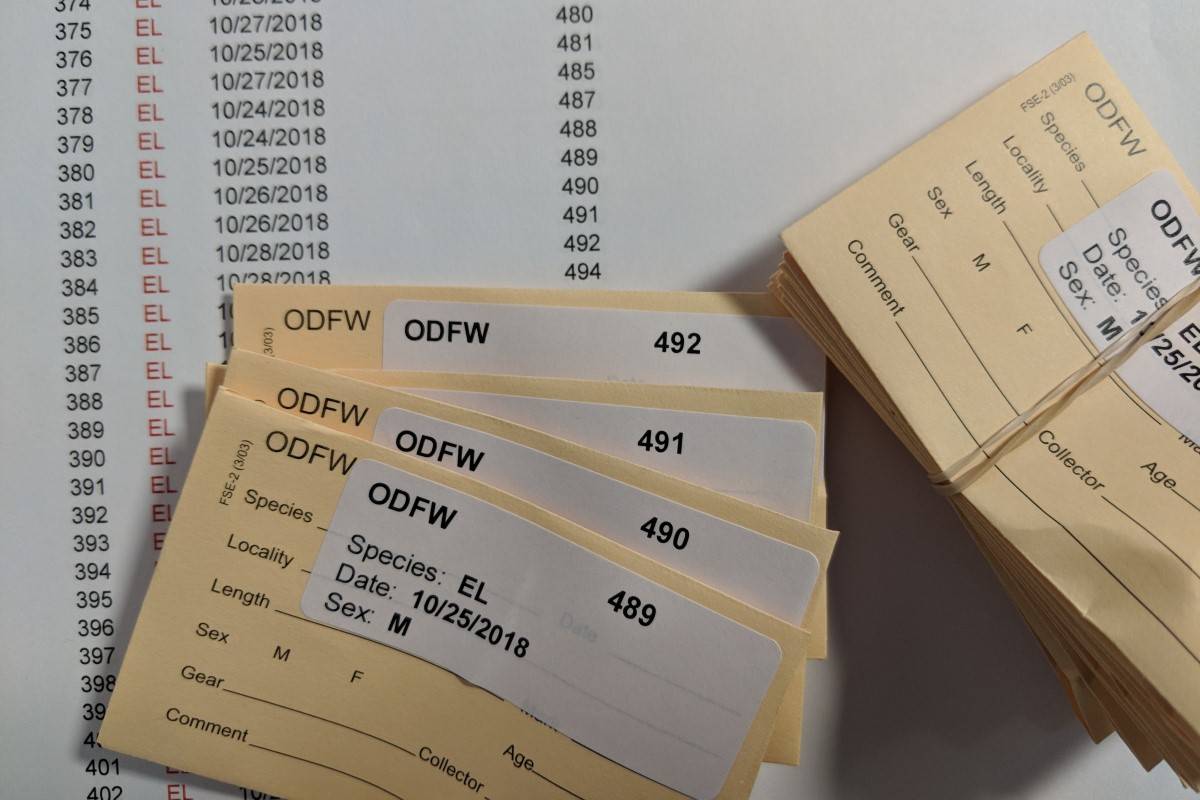 374 EL
375 EL 10/27/2018 480
376 EL 10/25/2018 481
377 EL 10/27/2018 485
378 EL 10/24/2018 487
379 EL 10/24/2018 488
380 EL 10/25/2018 489
381 EL 10/26/2018 490
382 EL 10/26/2018 491
383 EL 10/28/2018 492
384 EL 10/28/2018 494
385 EL
386 EL
387 EL
388 EL
389 EL
390 EL
391 EL
392 EL
393
394
395
396
397
398
401
402 EL
ODFW
(3/03)
ODFW 492
491
ODFW
ODFW 490
ODFW
FSE-2 (3/03)
Species
Locality
Length
Sex M F
Gear
Comment
Collector
Age
ODFW
Species: EL 489
Date: 10/25/2018
Sex: M
Date
ODFW
FSE-2 (3/03)
Species
Locality
Length
Sex M F
Gear
Comment
Collector
Age
ODFW
Species: EL
Date:
Sex: M